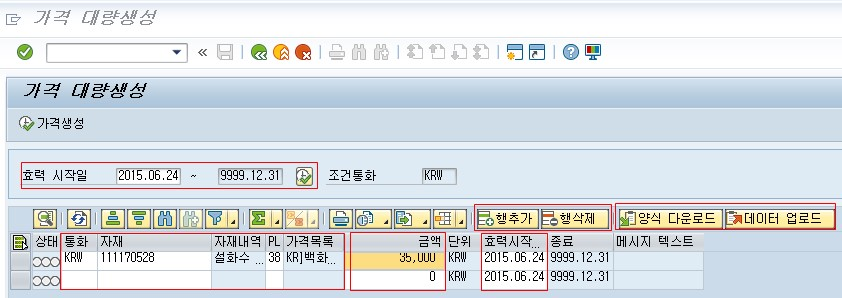 가격 대량생성
가격 대량생성
가격생성
효력 시작일 2015.06.24 ~ 9999.12.31 조건통화 KRW
행추가 행삭제 양식 다운로드 데이터 업로드
상태 통화 자재 자재내역 PL 가격목록 금액 단위 효력시작... 종료 메시지 텍스트
KRW 111170528 설화수 ... 38 KR]백화... 35,000 KRW 2015.06.24 9999.12.31
0 KRW 2015.06.24 9999.12.31